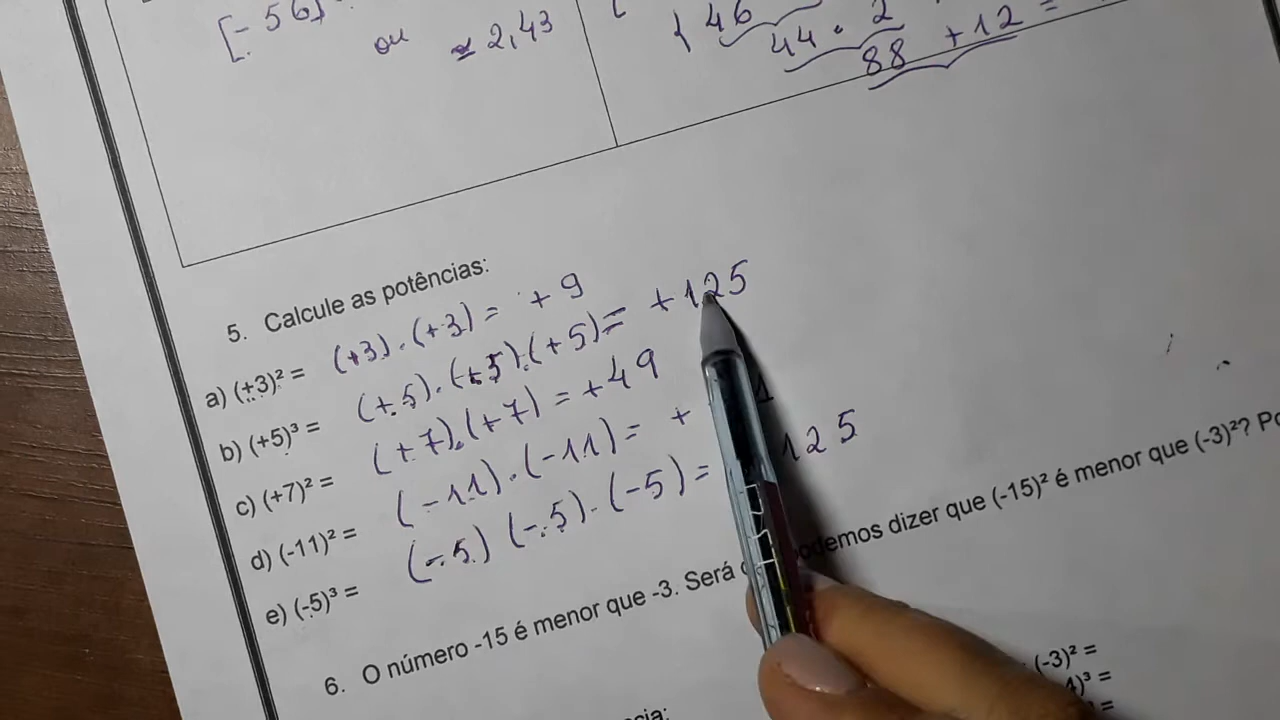 [-56]
ou ≃ 2,43
{ 46
44 . 2
88 + 12 =
5. Calcule as potências:
a) (+3)² = (+3).(+3) = +9
b) (+5)³ = (+5).(+5).(+5) = +125
c) (+7)² = (+7).(+7) = +49
d) (-11)² = (-11).(-11) = +
e) (-5)³ = (-5) (-5).(-5) = 125
6. O número -15 é menor que -3. Será podemos dizer que (-15)² é menor que (-3)²?
(-3)² =
)³ =
=